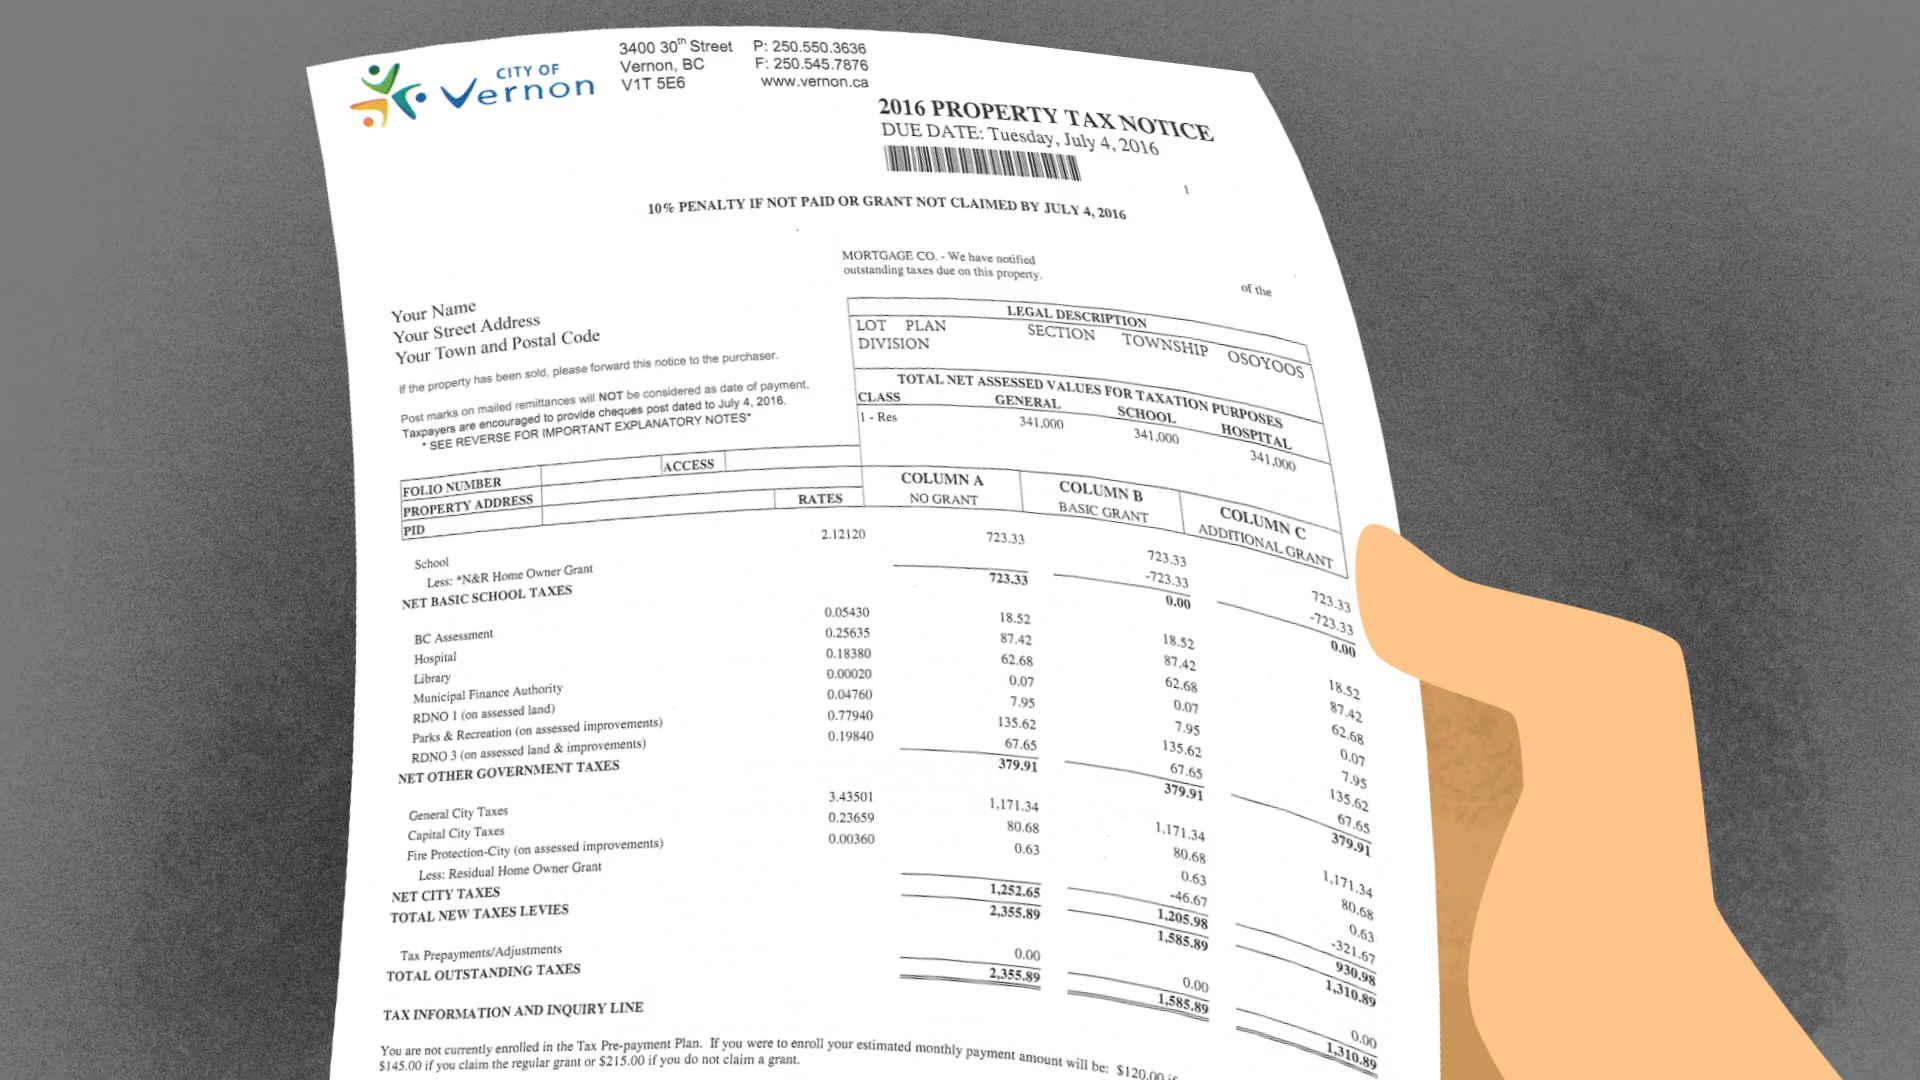 CITY OF
Vernon
3400 30th Street
Vernon, BC
V1T 5E6
P: 250.550.3636
F: 250.545.7876
www.vernon.ca
2016 PROPERTY TAX NOTICE
DUE DATE: Tuesday, July 4, 2016
1
10% PENALTY IF NOT PAID OR GRANT NOT CLAIMED BY JULY 4, 2016
MORTGAGE CO. - We have notified of the
outstanding taxes due on this property.
Your Name
Your Street Address
Your Town and Postal Code
If the property has been sold, please forward this notice to the purchaser.
Post marks on mailed remittances will NOT be considered as date of payment.
Taxpayers are encouraged to provide cheques post dated to July 4, 2016.
* SEE REVERSE FOR IMPORTANT EXPLANATORY NOTES*
LEGAL DESCRIPTION
LOT PLAN SECTION TOWNSHIP OSOYOOS
DIVISION
TOTAL NET ASSESSED VALUES FOR TAXATION PURPOSES
CLASS GENERAL SCHOOL HOSPITAL
1 - Res 341,000 341,000 341,000
FOLIO NUMBER ACCESS
PROPERTY ADDRESS
PID RATES
COLUMN A COLUMN B COLUMN C
NO GRANT BASIC GRANT ADDITIONAL GRANT
School 2.12120 723.33 723.33 723.33
Less: *N&R Home Owner Grant -723.33 -723.33
NET BASIC SCHOOL TAXES 723.33 0.00 0.00
BC Assessment 0.05430 18.52 18.52 18.52
Hospital 0.25635 87.42 87.42 87.42
Library 0.18380 62.68 62.68 62.68
Municipal Finance Authority 0.00020 0.07 0.07 0.07
RDNO 1 (on assessed land) 0.04760 7.95 7.95 7.95
Parks & Recreation (on assessed improvements) 0.77940 135.62 135.62 135.62
RDNO 3 (on assessed land & improvements) 0.19840 67.65 67.65 67.65
NET OTHER GOVERNMENT TAXES 379.91 379.91 379.91
General City Taxes 3.43501 1,171.34 1,171.34 1,171.34
Capital City Taxes 0.23659 80.68 80.68 80.68
Fire Protection-City (on assessed improvements) 0.00360 0.63 0.63 0.63
Less: Residual Home Owner Grant -46.67 -321.67
NET CITY TAXES 1,252.65 1,205.98 930.98
TOTAL NEW TAXES LEVIES 2,355.89 1,585.89 1,310.89
Tax Prepayments/Adjustments 0.00 0.00 0.00
TOTAL OUTSTANDING TAXES 2,355.89 1,585.89 1,310.89
TAX INFORMATION AND INQUIRY LINE
You are not currently enrolled in the Tax Pre-payment Plan. If you were to enroll your estimated monthly payment amount will be: $120.00
$145.00 if you claim the regular grant or $215.00 if you do not claim a grant.